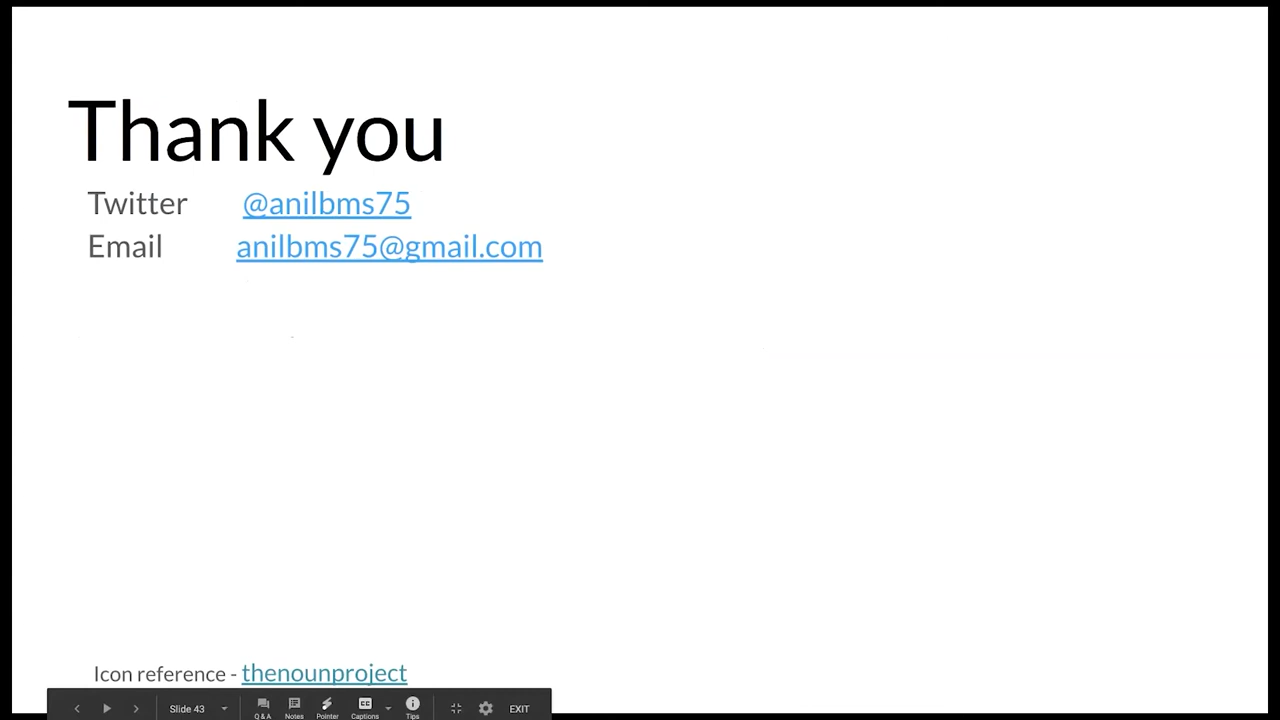 Thank you
Twitter @anilbms75
Email anilbms75@gmail.com
Icon reference - thenounproject
Slide 43 Q & A Notes Pointer Captions Tips EXIT